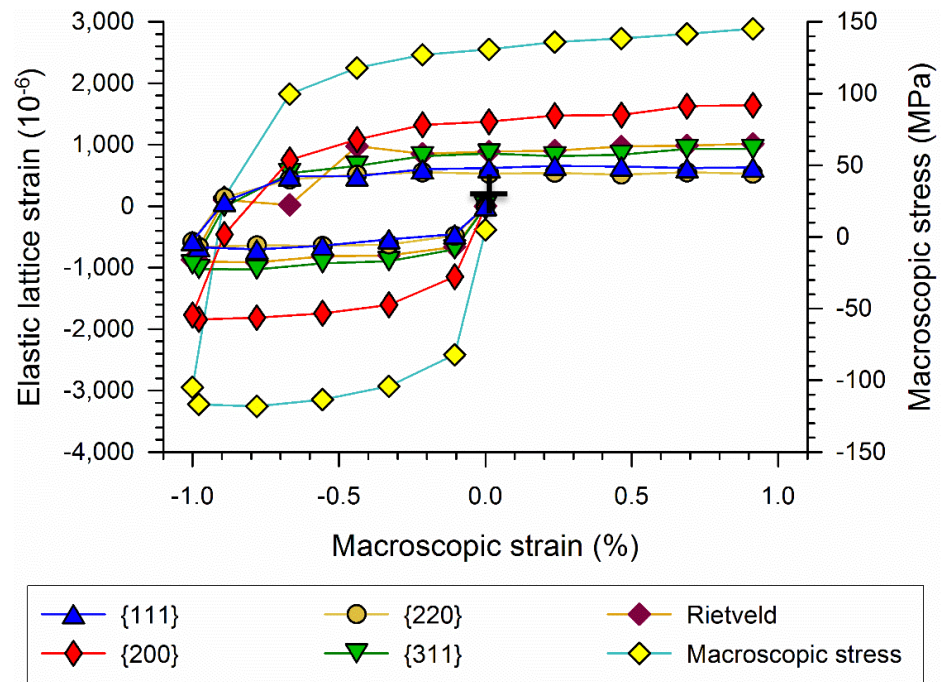 3,000
2,000
1,000
0
-1,000
-2,000
-3,000
-4,000
Elastic lattice strain (10-6)
150
100
50
0
-50
-100
-150
Macroscopic stress (MPa)
-1.0 -0.5 0.0 0.5 1.0
Macroscopic strain (%)
{111} {220} Rietveld
{200} {311} Macroscopic stress